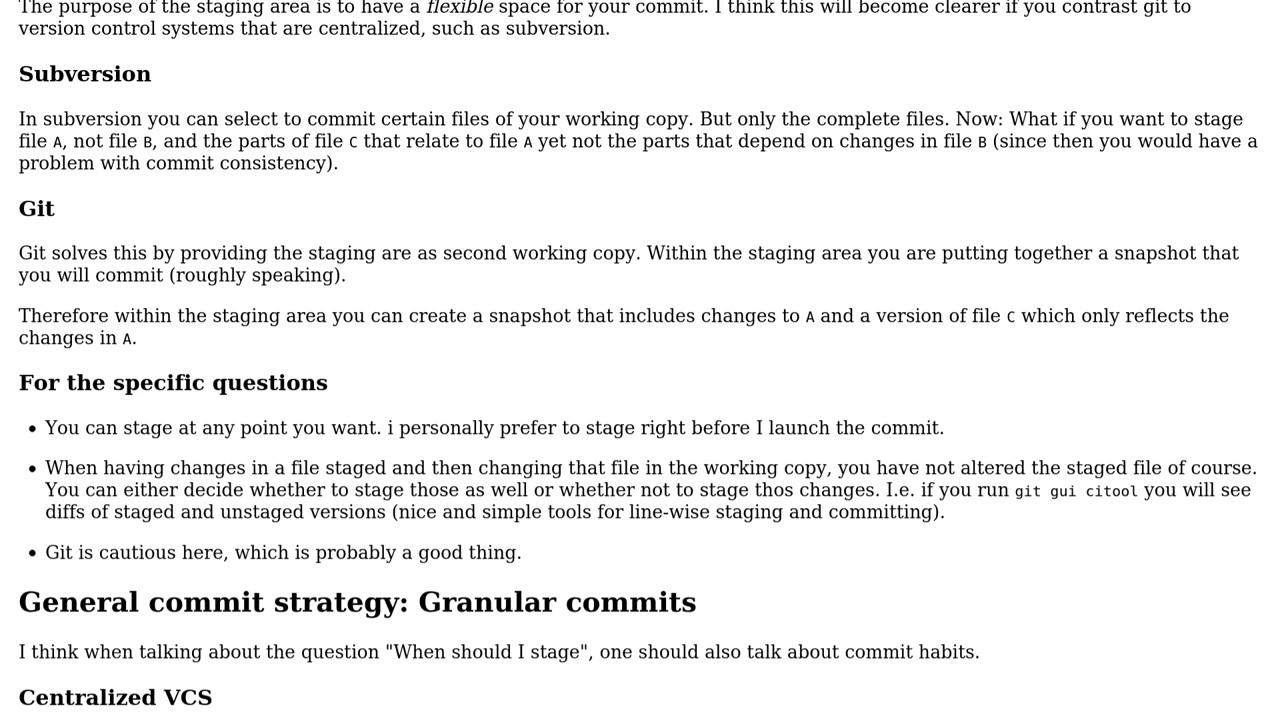 The purpose of the staging area is to have a flexible space for your commit. I think this will become clearer if you contrast git to
version control systems that are centralized, such as subversion.
Subversion
In subversion you can select to commit certain files of your working copy. But only the complete files. Now: What if you want to stage
file A, not file B, and the parts of file C that relate to file A yet not the parts that depend on changes in file B (since then you would have a
problem with commit consistency).
Git
Git solves this by providing the staging are as second working copy. Within the staging area you are putting together a snapshot that
you will commit (roughly speaking).
Therefore within the staging area you can create a snapshot that includes changes to A and a version of file C which only reflects the
changes in A.
For the specific questions
• You can stage at any point you want. i personally prefer to stage right before I launch the commit.
• When having changes in a file staged and then changing that file in the working copy, you have not altered the staged file of course.
You can either decide whether to stage those as well or whether not to stage thos changes. I.e. if you run git gui citool you will see
diffs of staged and unstaged versions (nice and simple tools for line-wise staging and committing).
• Git is cautious here, which is probably a good thing.
General commit strategy: Granular commits
I think when talking about the question "When should I stage", one should also talk about commit habits.
Centralized VCS